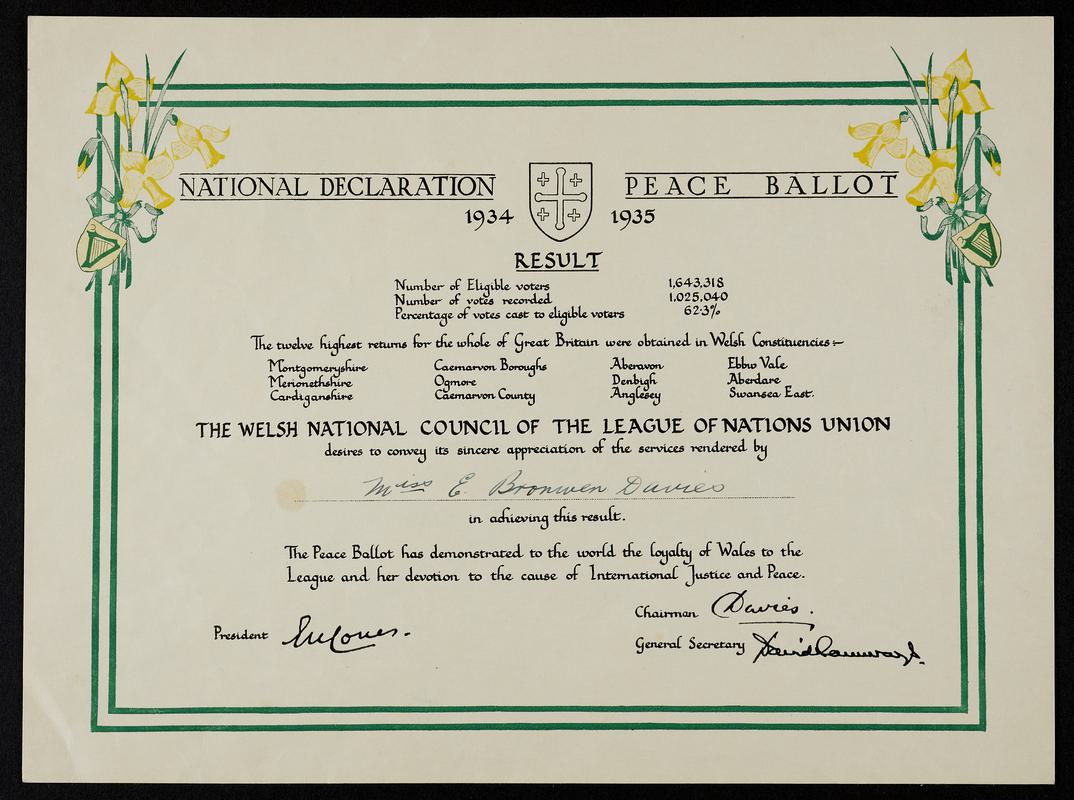 NATIONAL DECLARATION PEACE BALLOT
1934 1935
RESULT
Number of Eligible voters 1,643,318
Number of votes recorded 1,025,040
Percentage of votes cast to eligible voters 62·3%
The twelve highest returns for the whole of Great Britain were obtained in Welsh Constituencies:-
Montgomeryshire Caernarvon Boroughs Aberavon Ebbw Vale
Merionethshire Ogmore Denbigh Aberdare
Cardiganshire Caernarvon County Anglesey Swansea East.
THE WELSH NATIONAL COUNCIL OF THE LEAGUE OF NATIONS UNION
desires to convey its sincere appreciation of the services rendered by
Miss E. Bronwen Davies
in achieving this result.
The Peace Ballot has demonstrated to the world the loyalty of Wales to the
League and her devotion to the cause of International Justice and Peace.
Chairman Davies.
President
General Secretary